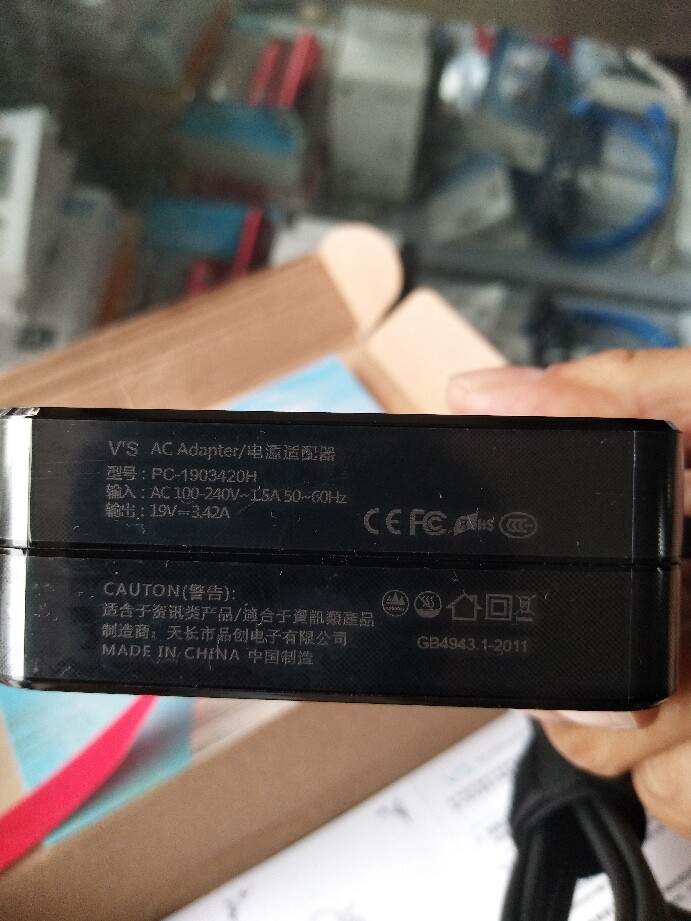 V'S AC Adapter/电源适配器
型号：PC-1903420H
输入：AC 100-240V~1.5A 50~60Hz
输出：19V⎓3.42A
CE FC RoHS CCC
CAUTON(警告):
适合于资讯类产品/適合于資訊類產品
制造商：天长市品创电子有限公司
GB4943.1-2011
MADE IN CHINA 中国制造